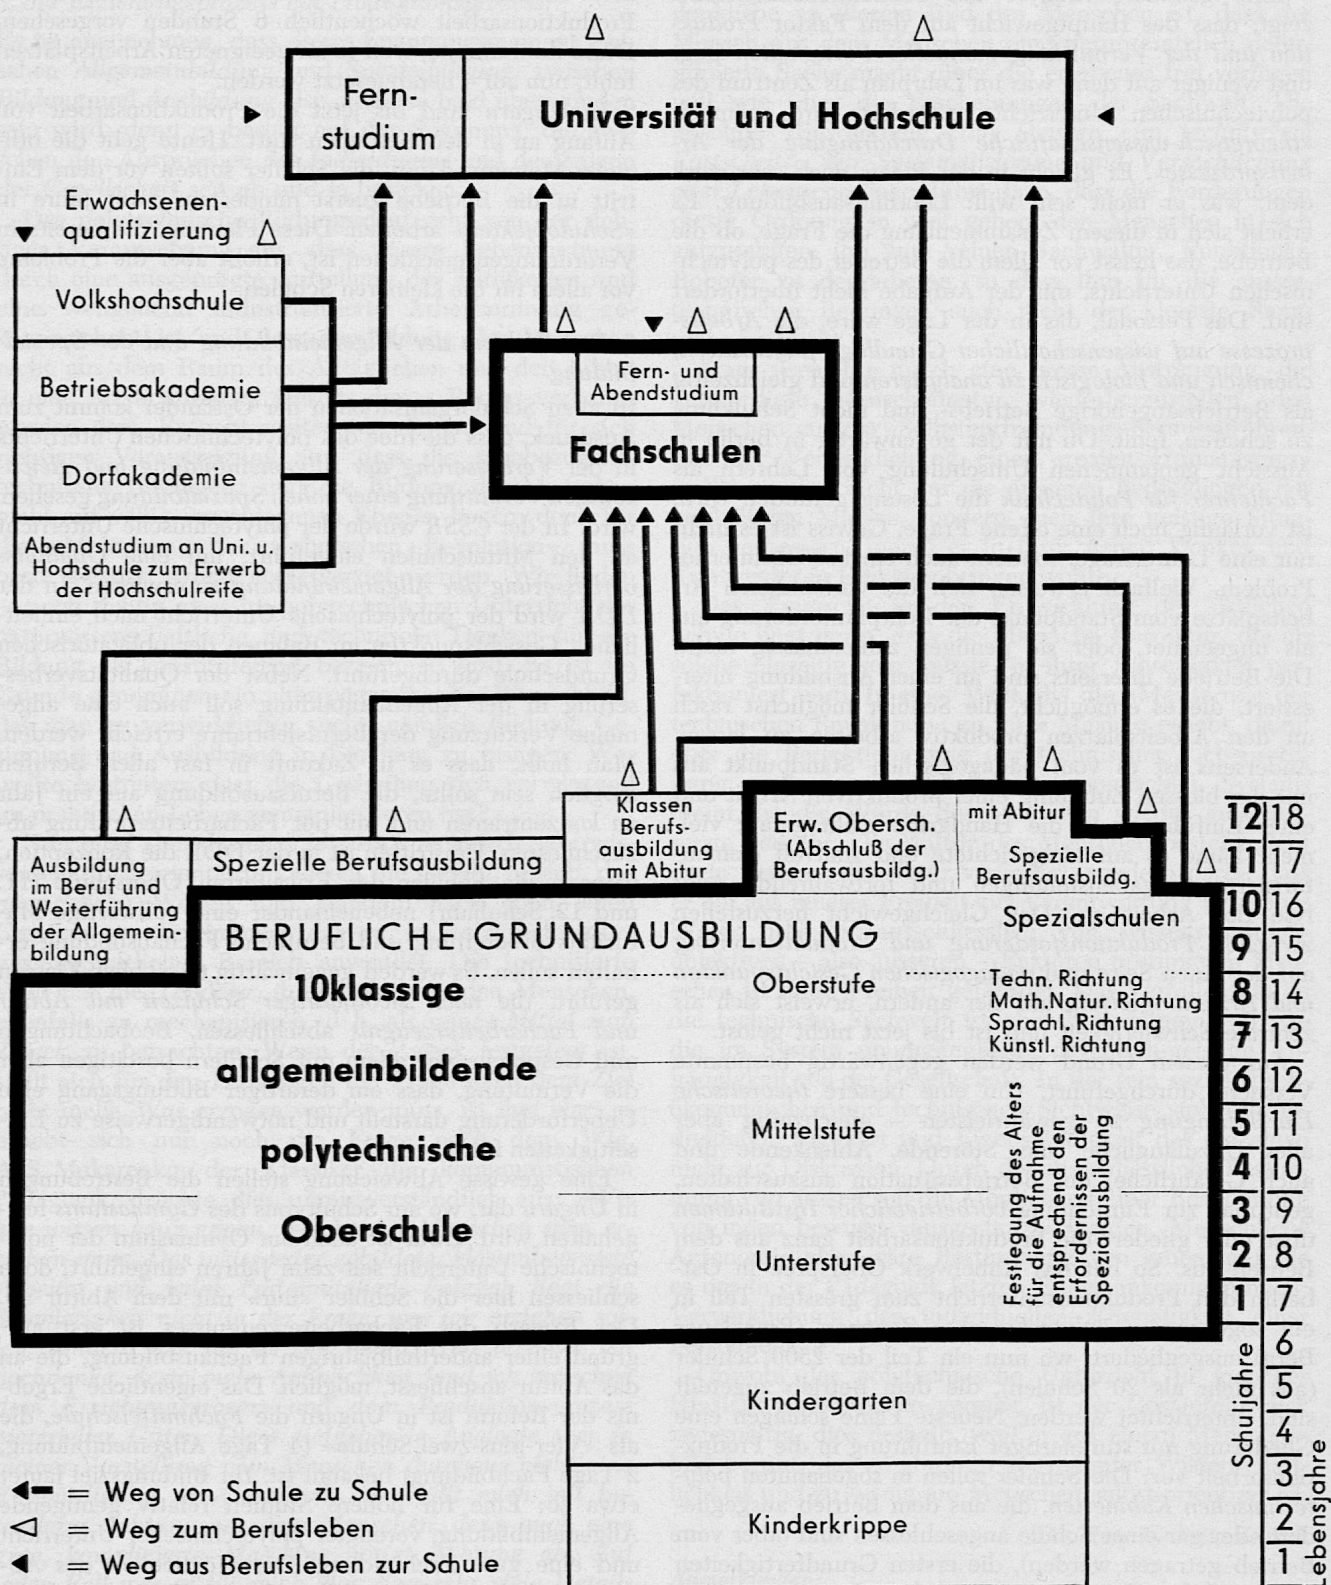 Fern-
studium
Universität und Hochschule
Erwachsenen-
qualifizierung
Volkshochschule
Betriebsakademie
Dorfakademie
Abendstudium an Uni. u.
Hochschule zum Erwerb
der Hochschulreife
Fern- und
Abendstudium
Fachschulen
Ausbildung
im Beruf und
Weiterführung
der Allgemein-
bildung
Spezielle Berufsausbildung
Klassen
Berufs-
ausbildung
mit Abitur
Erw. Obersch.
(Abschluß der
Berufsausbildg.)
mit Abitur
Spezielle
Berufsausbildg.
BERUFLICHE GRUNDAUSBILDUNG
Spezialschulen
10klassige
allgemeinbildende
polytechnische
Oberschule
Oberstufe
Techn. Richtung
Math.Natur. Richtung
Sprachl. Richtung
Künstl. Richtung
Mittelstufe
Unterstufe
Festlegung des Alters
für die Aufnahme
entsprechend den
Erfordernissen der
Spezialausbildung
Kindergarten
Kinderkrippe
12 18
11 17
10 16
9 15
8 14
7 13
6 12
5 11
4 10
3 9
2 8
1 7
6
5
4
3
2
1
Schuljahre
Lebensjahre
= Weg von Schule zu Schule
= Weg zum Berufsleben
= Weg aus Berufsleben zur Schule